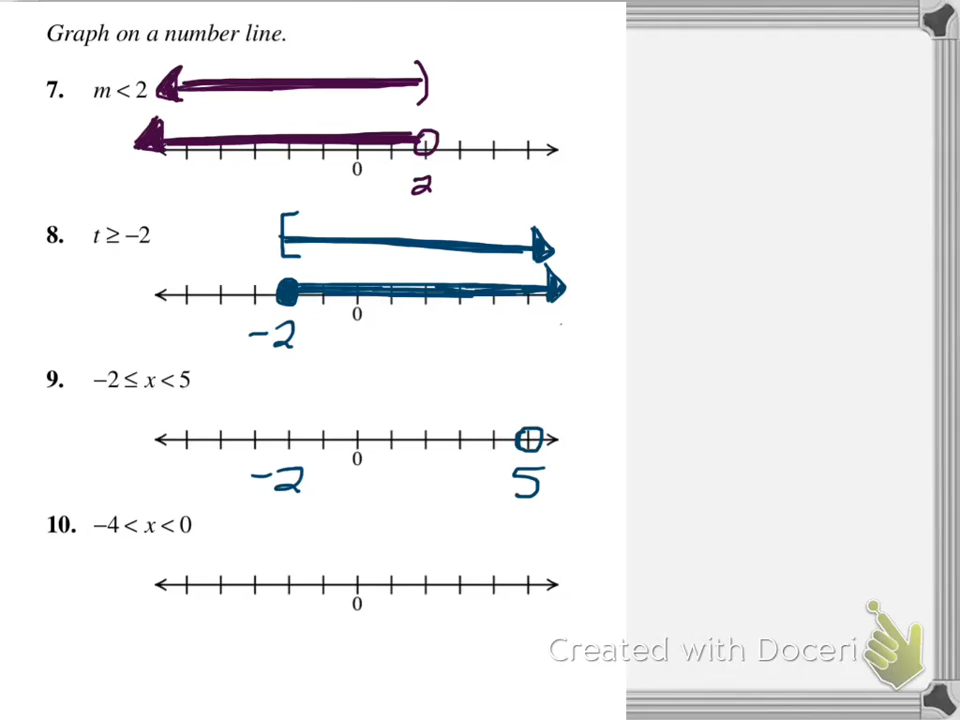 Graph on a number line.
7. m < 2
0
2
8. t ≥ −2
0
−2
9. −2 ≤ x < 5
0
−2 5
10. −4 < x < 0
0
Created with Doceri